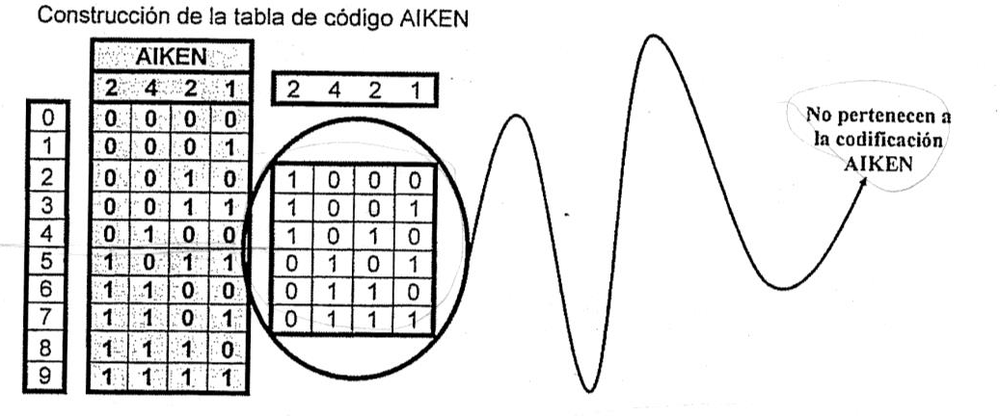 Construcción de la tabla de código AIKEN
AIKEN
2 4 2 1
2 4 2 1
0 0 0 0 0
1 0 0 0 1
2 0 0 1 0 1 0 0 0
3 0 0 1 1 1 0 0 1
4 0 1 0 0 1 0 1 0
5 1 0 1 1 0 1 0 1
6 1 1 0 0 0 1 1 0
7 1 1 0 1 0 1 1 1
8 1 1 1 0
9 1 1 1 1
No pertenecen a
la codificación
AIKEN